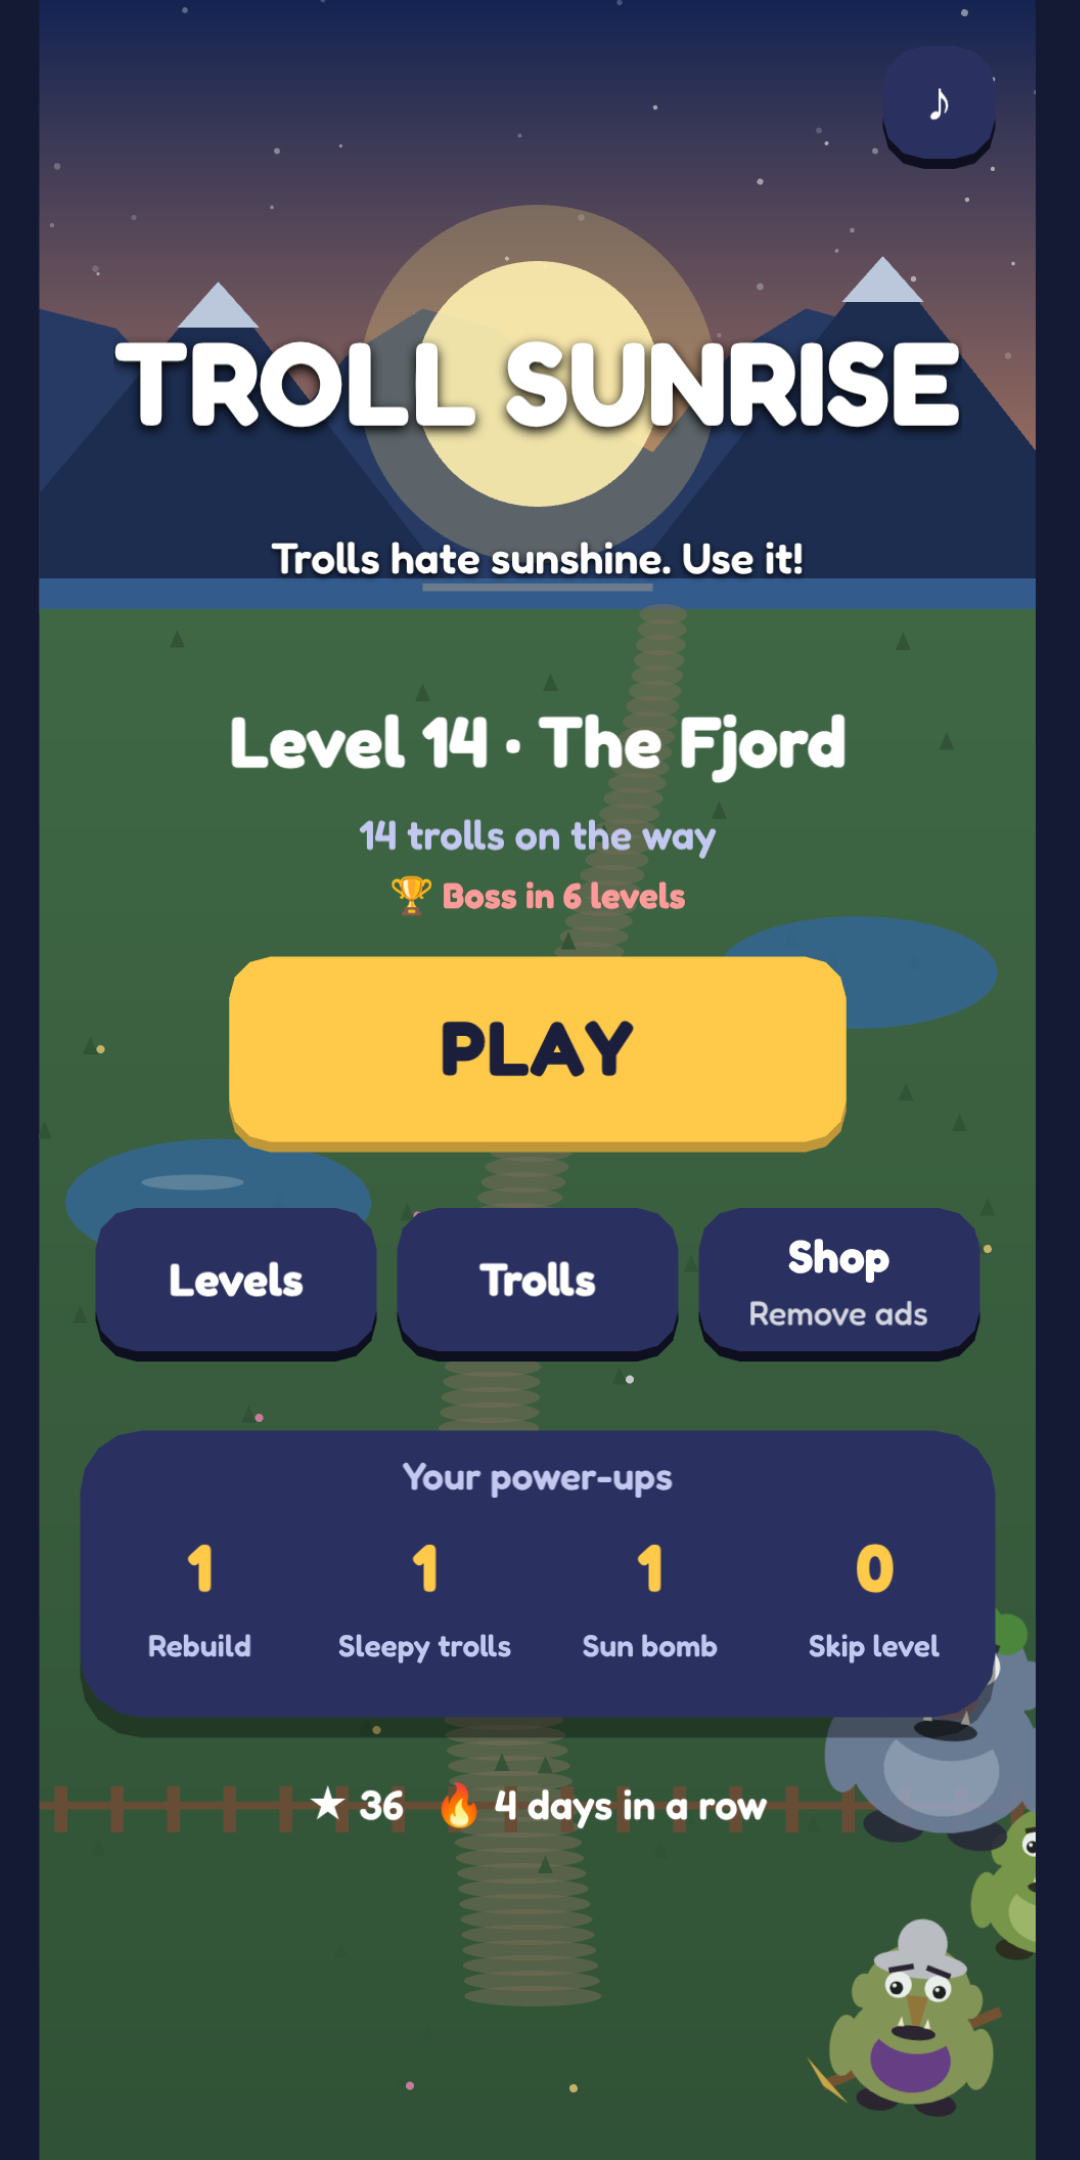 ♪
TROLL SUNRISE
Trolls hate sunshine. Use it!
Level 14 · The Fjord
14 trolls on the way
🏆 Boss in 6 levels
PLAY
Levels
Trolls
Shop
Remove ads
Your power-ups
1 1 1 0
Rebuild Sleepy trolls Sun bomb Skip level
★ 36 🔥 4 days in a row